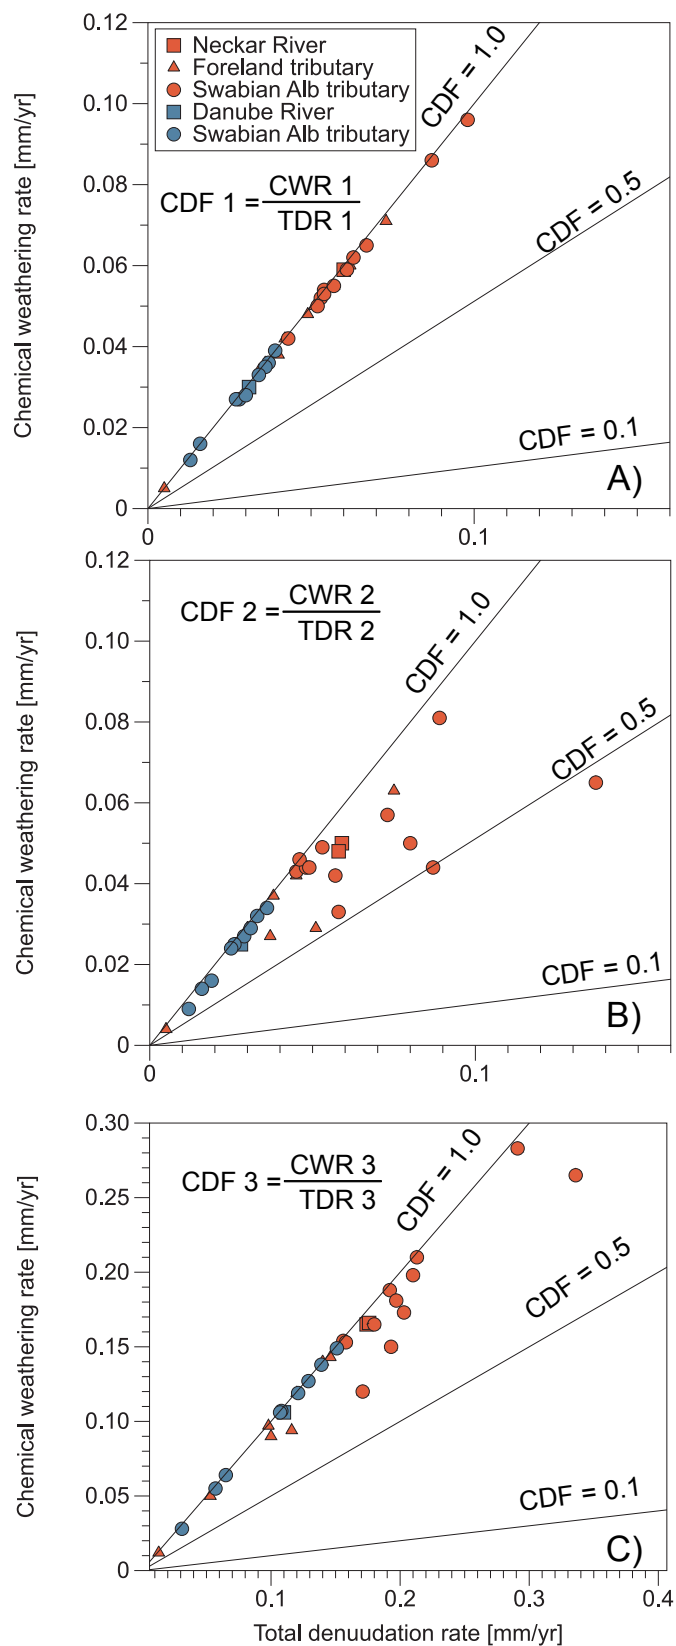 0.12
0.10
0.08
0.06
0.04
0.02
0
Chemical weathering rate [mm/yr]
Neckar River
Foreland tributary
Swabian Alb tributary
Danube River
Swabian Alb tributary
CDF = 1.0
CDF 1 = CWR 1
TDR 1
CDF = 0.5
CDF = 0.1
A)
0
0.1
0.12
0.10
0.08
0.06
0.04
0.02
0
Chemical weathering rate [mm/yr]
CDF 2 = CWR 2
TDR 2
CDF = 1.0
CDF = 0.5
CDF = 0.1
B)
0
0.1
0.30
0.25
0.20
0.15
0.10
0.05
0
Chemical weathering rate [mm/yr]
CDF 3 = CWR 3
TDR 3
CDF = 1.0
CDF = 0.5
CDF = 0.1
C)
0.1
0.2
0.3
0.4
Total denuudation rate [mm/yr]